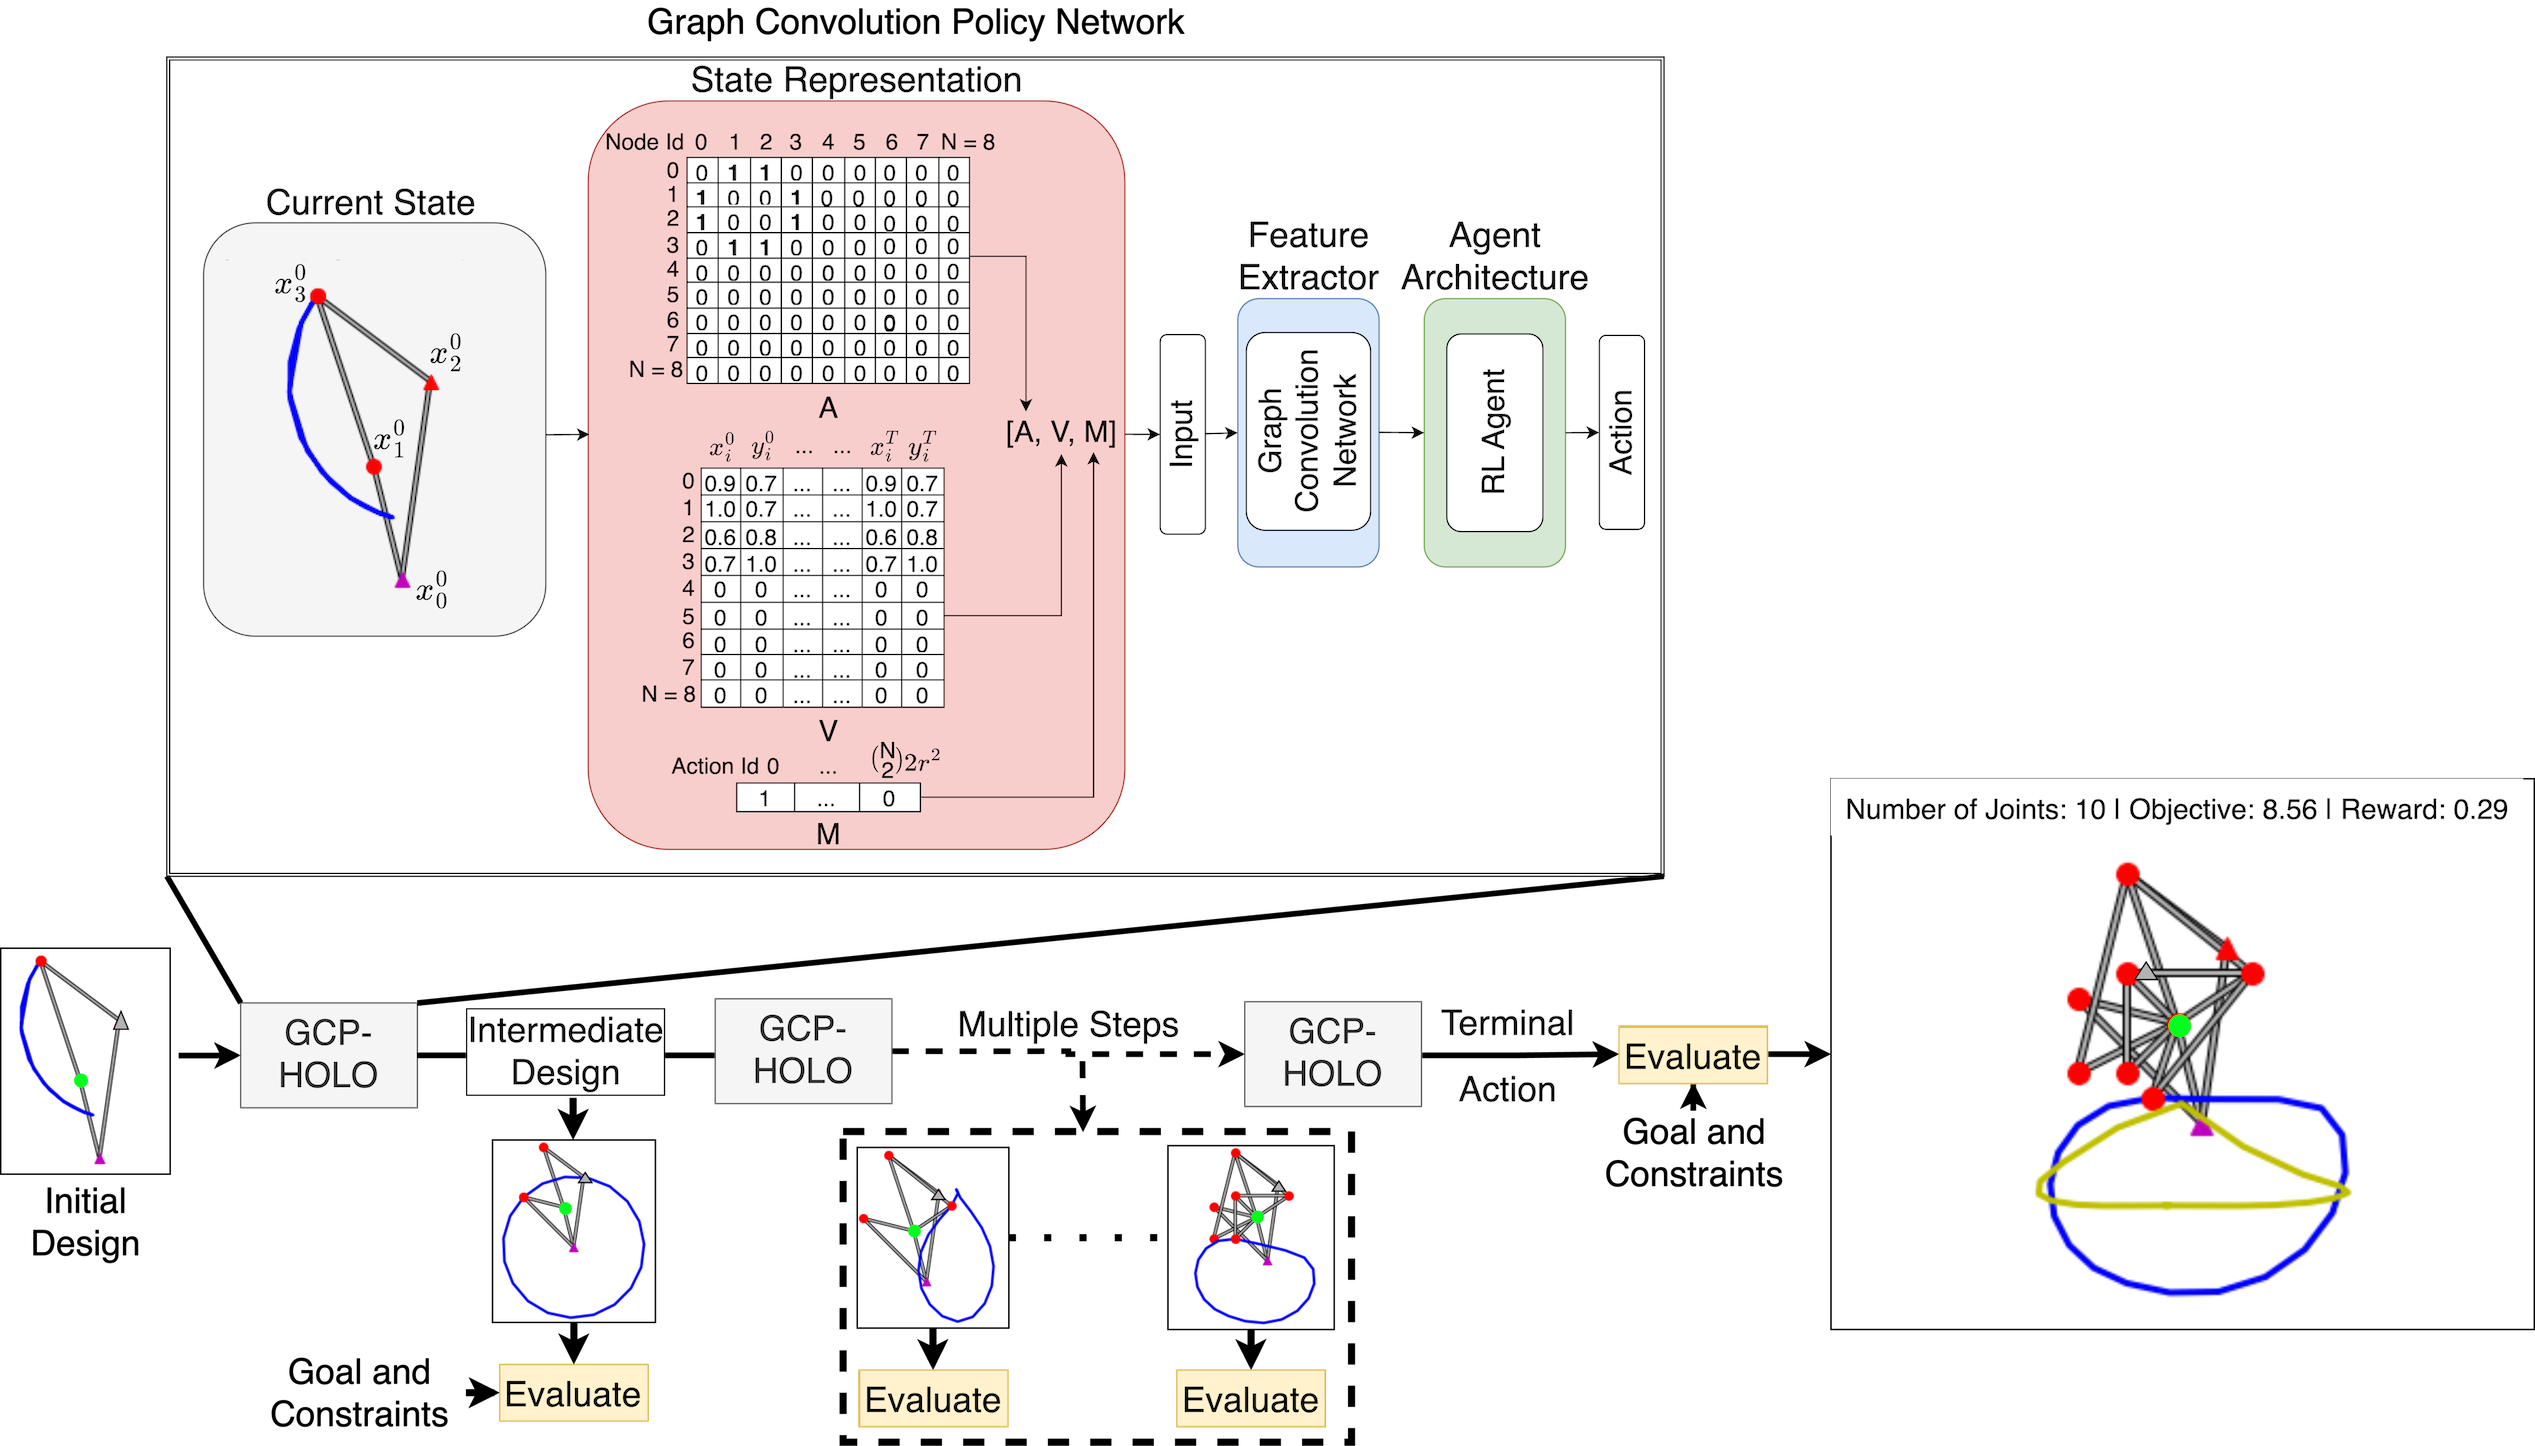 Graph Convolution Policy Network
State Representation
Node Id 0 1 2 3 4 5 6 7 N = 8
0 0 1 1 0 0 0 0 0 0
1 1 0 0 1 0 0 0 0 0
2 1 0 0 1 0 0 0 0 0
3 0 1 1 0 0 0 0 0 0
4 0 0 0 0 0 0 0 0 0
5 0 0 0 0 0 0 0 0 0
6 0 0 0 0 0 0 0 0 0
7 0 0 0 0 0 0 0 0 0
N = 8 0 0 0 0 0 0 0 0 0
A
Current State
x_3^0
x_2^0
x_1^0
x_0^0
x_i^0 y_i^0 ... ... x_i^T y_i^T
0 0.9 0.7 ... ... 0.9 0.7
1 1.0 0.7 ... ... 1.0 0.7
2 0.6 0.8 ... ... 0.6 0.8
3 0.7 1.0 ... ... 0.7 1.0
4 0 0 ... ... 0 0
5 0 0 ... ... 0 0
6 0 0 ... ... 0 0
7 0 0 ... ... 0 0
N = 8 0 0 ... ... 0 0
V
Action Id 0 ... (N 2)2r^2
1 ... 0
M
[A, V, M]
Input
Feature
Extractor
Graph
Convolution
Network
Agent
Architecture
RL Agent
Action
Initial
Design
GCP-
HOLO
Intermediate
Design
GCP-
HOLO
Multiple Steps
GCP-
HOLO
Terminal
Action
Evaluate
Goal and
Constraints
Goal and
Constraints
Evaluate
Evaluate
Evaluate
Number of Joints: 10 | Objective: 8.56 | Reward: 0.29